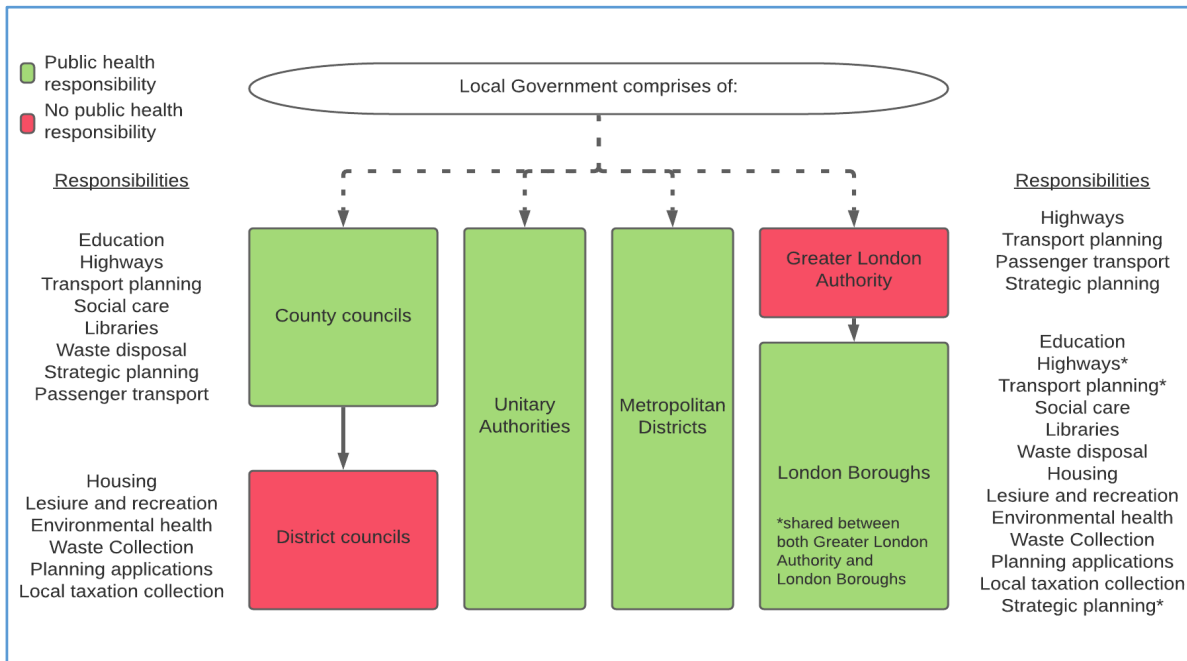 Public health
responsibility
No public health
responsibility
Local Government comprises of:
Responsibilities
Education
Highways
Transport planning
Social care
Libraries
Waste disposal
Strategic planning
Passenger transport
Housing
Lesiure and recreation
Environmental health
Waste Collection
Planning applications
Local taxation collection
County councils
District councils
Unitary
Authorities
Metropolitan
Districts
Greater London
Authority
London Boroughs
*shared between
both Greater London
Authority and
London Boroughs
Responsibilities
Highways
Transport planning
Passenger transport
Strategic planning
Education
Highways*
Transport planning*
Social care
Libraries
Waste disposal
Housing
Lesiure and recreation
Environmental health
Waste Collection
Planning applications
Local taxation collection
Strategic planning*